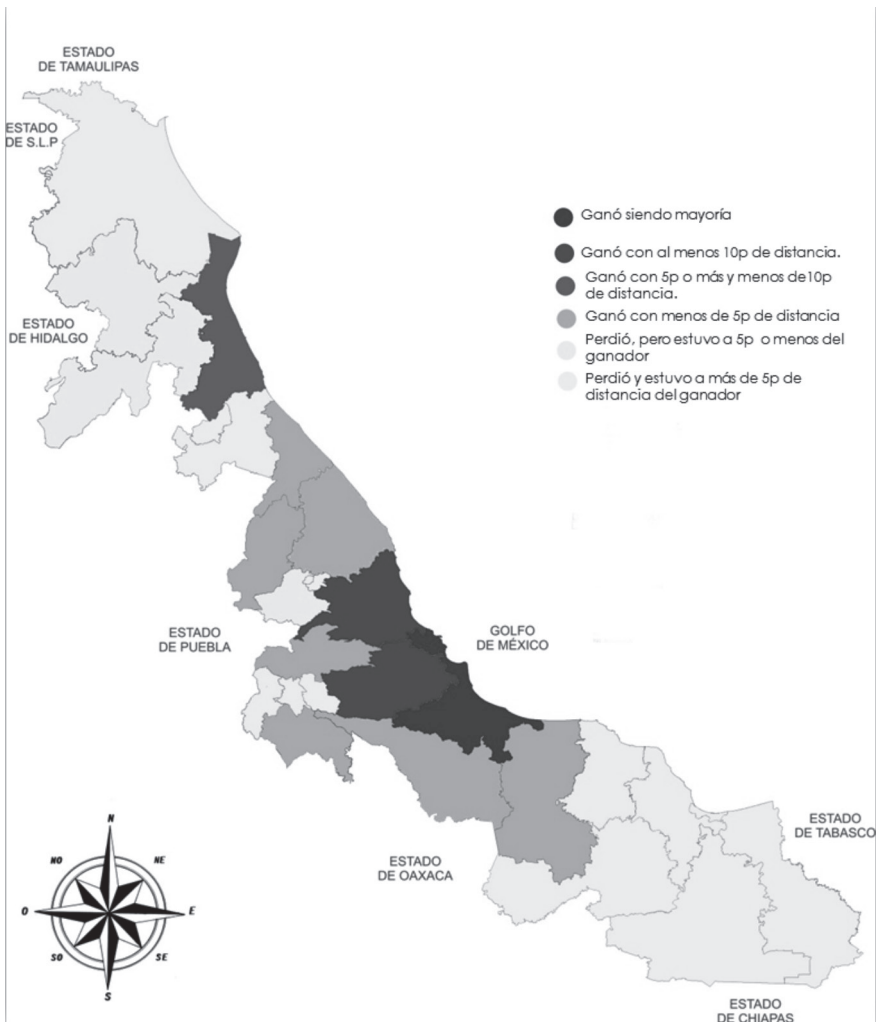 ESTADO
DE TAMAULIPAS
ESTADO
DE S.L.P
Ganó siendo mayoría
Ganó con al menos 10p de distancia.
Ganó con 5p o más y menos de10p
de distancia.
Ganó con menos de 5p de distancia
Perdió, pero estuvo a 5p o menos del
ganador
Perdió y estuvo a más de 5p de
distancia del ganador
ESTADO
DE HIDALGO
ESTADO
DE PUEBLA
GOLFO
DE MÉXICO
ESTADO
DE TABASCO
ESTADO
DE OAXACA
N
NO
NE
O
E
SO
SE
S
ESTADO
DE CHIAPAS